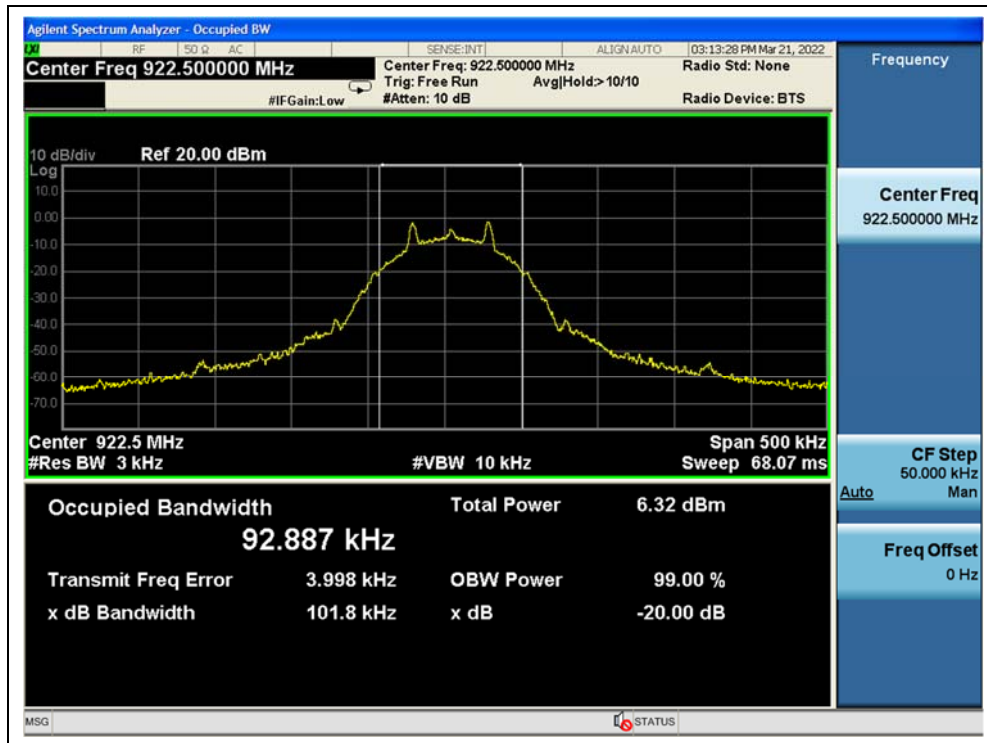 Agilent Spectrum Analyzer - Occupied BW
LXI RF 50 Ω AC SENSE:INT ALIGN AUTO 03:13:28 PM Mar 21, 2022
Center Freq 922.500000 MHz
Center Freq: 922.500000 MHz
Radio Std: None
Trig: Free Run Avg|Hold:> 10/10
#IFGain:Low
#Atten: 10 dB
Radio Device: BTS
10 dB/div Ref 20.00 dBm
Log
10.0
0.00
-10.0
-20.0
-30.0
-40.0
-50.0
-60.0
-70.0
Center 922.5 MHz
Span 500 kHz
#Res BW 3 kHz
#VBW 10 kHz
Sweep 68.07 ms
Occupied Bandwidth
Total Power 6.32 dBm
92.887 kHz
Transmit Freq Error 3.998 kHz
OBW Power 99.00 %
x dB Bandwidth 101.8 kHz
x dB -20.00 dB
Frequency
Center Freq
922.500000 MHz
CF Step
50.000 kHz
Auto Man
Freq Offset
0 Hz
MSG
STATUS